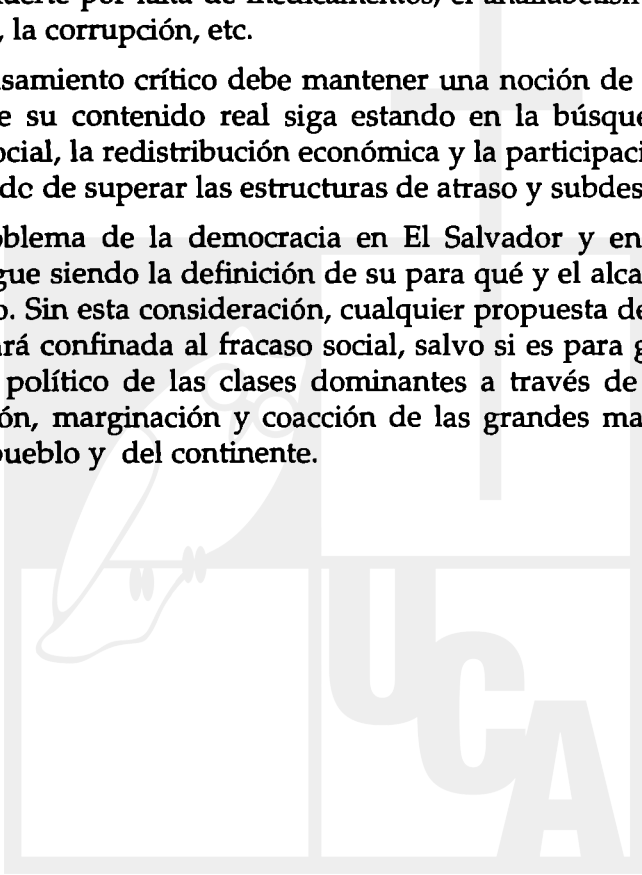 uerte por falta de medicamentos, el analfabetism
, la corrupción, etc.
samiento crítico debe mantener una noción de
e su contenido real siga estando en la búsque
ocial, la redistribución económica y la participaci
dc de superar las estructuras de atraso y subdes
oblema de la democracia en El Salvador y en
gue siendo la definición de su para qué y el alca
o. Sin esta consideración, cualquier propuesta de
ará confinada al fracaso social, salvo si es para g
político de las clases dominantes a través de
ón, marginación y coacción de las grandes ma
pueblo y del continente.
UCA